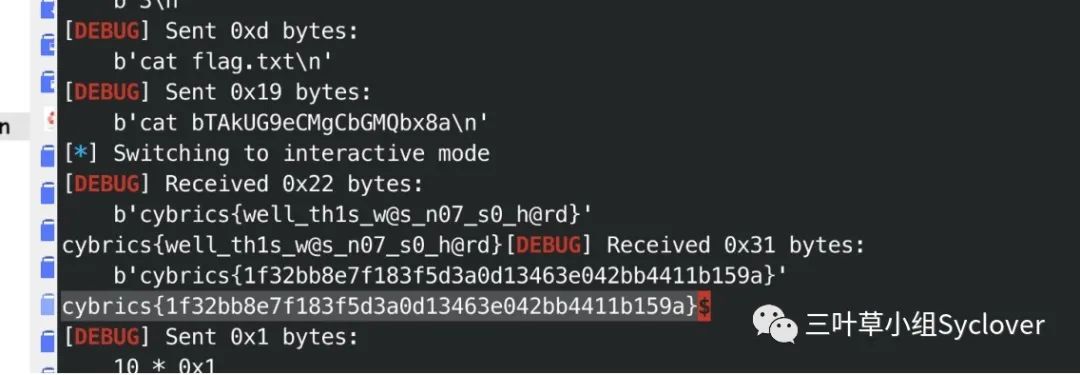 b'3\n'
[DEBUG] Sent 0xd bytes:
b'cat flag.txt\n'
[DEBUG] Sent 0x19 bytes:
n
b'cat bTAkUG9eCMgCbGMQbx8a\n'
[*] Switching to interactive mode
[DEBUG] Received 0x22 bytes:
b'cybrics{well_th1s_w@s_n07_s0_h@rd}'
cybrics{well_th1s_w@s_n07_s0_h@rd}[DEBUG] Received 0x31 bytes:
b'cybrics{1f32bb8e7f183f5d3a0d13463e042bb4411b159a}'
cybrics{1f32bb8e7f183f5d3a0d13463e042bb4411b159a}$
三叶草小组Syclover
[DEBUG] Sent 0x1 bytes:
10 * 0x1